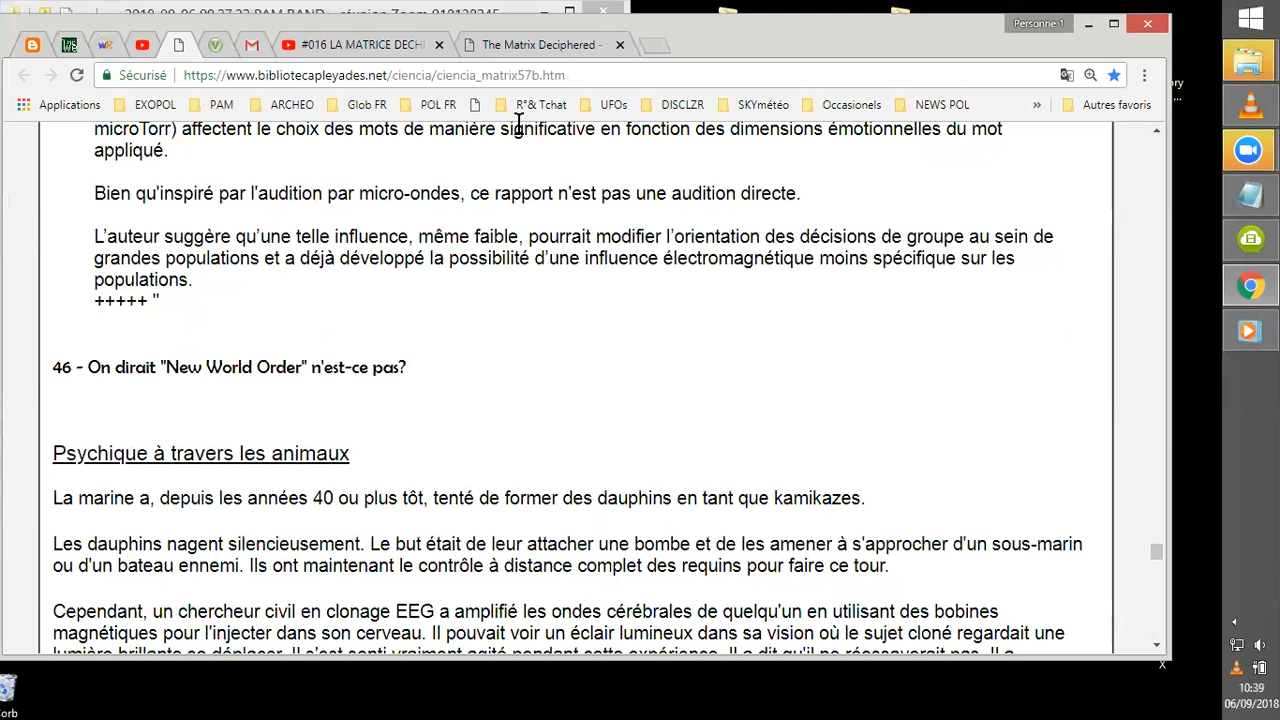 Personne 1
#016 LA MATRICE DECHI
The Matrix Deciphered -
Sécurisé
https://www.bibliotecapleyades.net/ciencia/ciencia_matrix57b.htm
Applications EXOPOL PAM ARCHEO Glob FR POL FR R°& Tchat UFOs DISCLZR SKYmétéo Occasionels NEWS POL » Autres favoris
microTorr) affectent le choix des mots de manière significative en fonction des dimensions émotionnelles du mot
appliqué.
Bien qu'inspiré par l'audition par micro-ondes, ce rapport n'est pas une audition directe.
L’auteur suggère qu’une telle influence, même faible, pourrait modifier l’orientation des décisions de groupe au sein de
grandes populations et a déjà développé la possibilité d’une influence électromagnétique moins spécifique sur les
populations.
+++++ "
46 - On dirait "New World Order" n'est-ce pas?
Psychique à travers les animaux
La marine a, depuis les années 40 ou plus tôt, tenté de former des dauphins en tant que kamikazes.
Les dauphins nagent silencieusement. Le but était de leur attacher une bombe et de les amener à s'approcher d'un sous-marin
ou d'un bateau ennemi. Ils ont maintenant le contrôle à distance complet des requins pour faire ce tour.
Cependant, un chercheur civil en clonage EEG a amplifié les ondes cérébrales de quelqu'un en utilisant des bobines
magnétiques pour l'injecter dans son cerveau. Il pouvait voir un éclair lumineux dans sa vision où le sujet cloné regardait une
10:39
06/09/2018